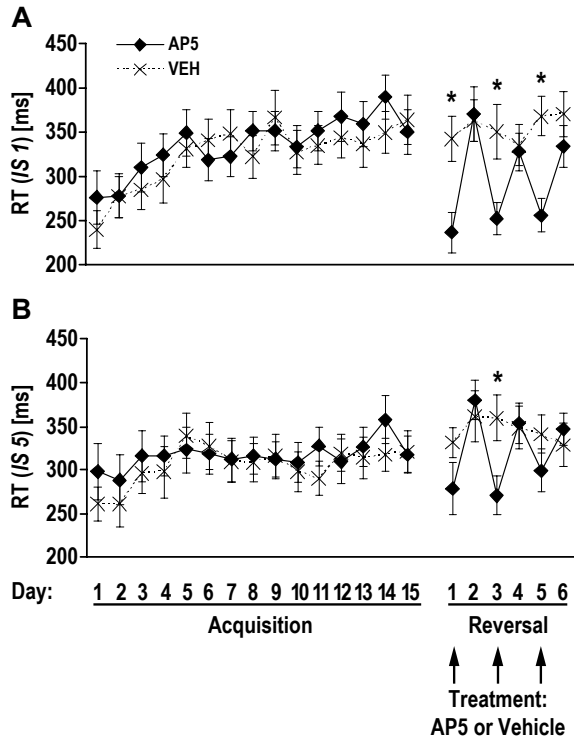 A
450
400
350
300
250
200
RT (IS 1) [ms]
AP5
VEH
* * *
B
450
400
350
300
250
200
RT (IS 5) [ms]
*
Day: 1 2 3 4 5 6 7 8 9 10 11 12 13 14 15 1 2 3 4 5 6
Acquisition Reversal
Treatment:
AP5 or Vehicle